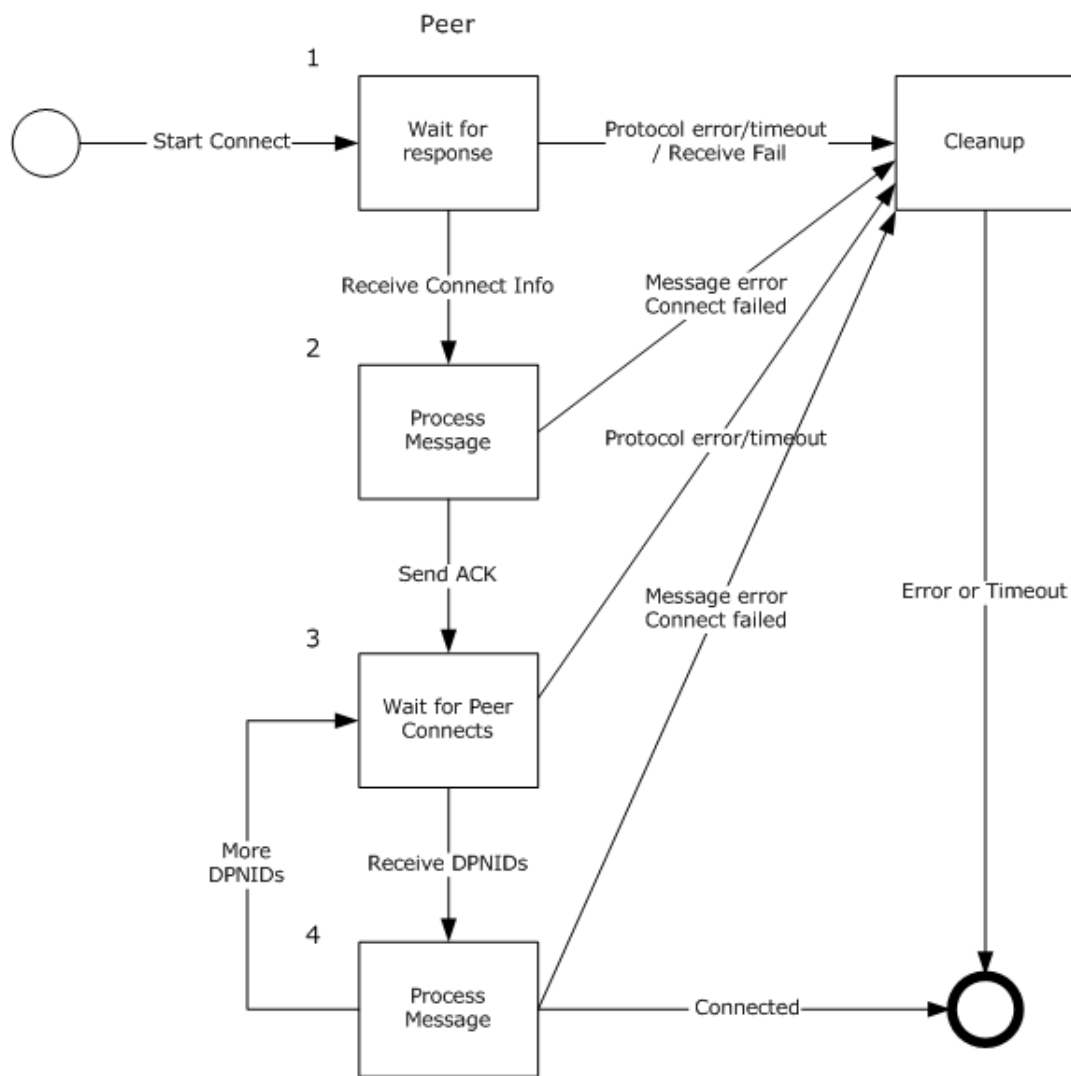 Peer
1
Start Connect
Wait for
response
Protocol error/timeout
/ Receive Fail
Cleanup
Receive Connect Info
Message error
Connect failed
2
Process
Message
Protocol error/timeout
Send ACK
Message error
Connect failed
Error or Timeout
3
Wait for Peer
Connects
More
DPNIDs
Receive DPNIDs
4
Process
Message
Connected